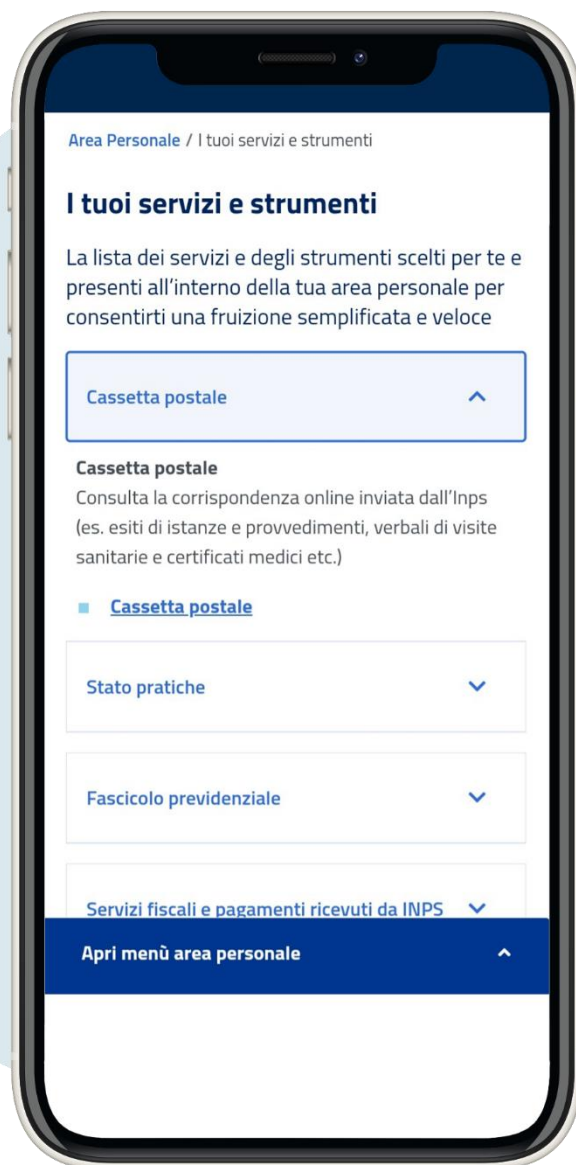 Area Personale / I tuoi servizi e strumenti
I tuoi servizi e strumenti
La lista dei servizi e degli strumenti scelti per te e
presenti all'interno della tua area personale per
consentirti una fruizione semplificata e veloce
Cassetta postale
Cassetta postale
Consulta la corrispondenza online inviata dall'Inps
(es. esiti di istanze e provvedimenti, verbali di visite
sanitarie e certificati medici etc.)
Cassetta postale
Stato pratiche
Fascicolo previdenziale
Servizi fiscali e pagamenti ricevuti da INPS
Apri menù area personale